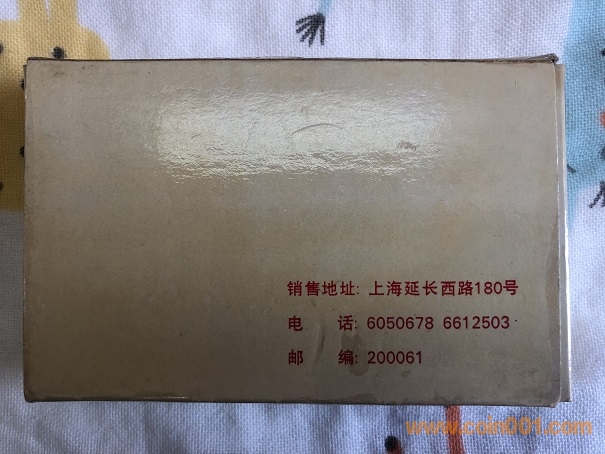 销售地址: 上海延长西路180号
电 话: 6050678 6612503
邮 编: 200061
www.coin001.com